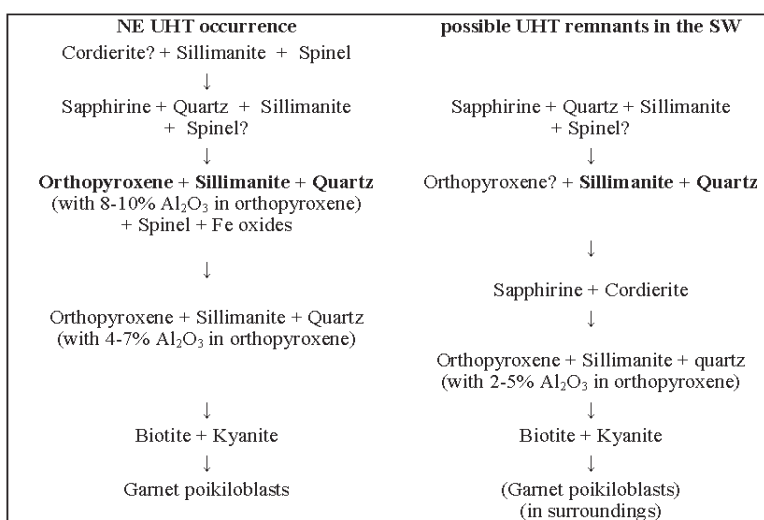 NE UHT occurrence
Cordierite? + Sillimanite + Spinel
↓
Sapphirine + Quartz + Sillimanite
+ Spinel?
↓
Orthopyroxene + Sillimanite + Quartz
(with 8-10% Al₂O₃ in orthopyroxene)
+ Spinel + Fe oxides
↓
Orthopyroxene + Sillimanite + Quartz
(with 4-7% Al₂O₃ in orthopyroxene)
↓
Biotite + Kyanite
↓
Garnet poikiloblasts
possible UHT remnants in the SW
Sapphirine + Quartz + Sillimanite
+ Spinel?
↓
Orthopyroxene? + Sillimanite + Quartz
↓
Sapphirine + Cordierite
↓
Orthopyroxene + Sillimanite + quartz
(with 2-5% Al₂O₃ in orthopyroxene)
↓
Biotite + Kyanite
↓
(Garnet poikiloblasts)
(in surroundings)